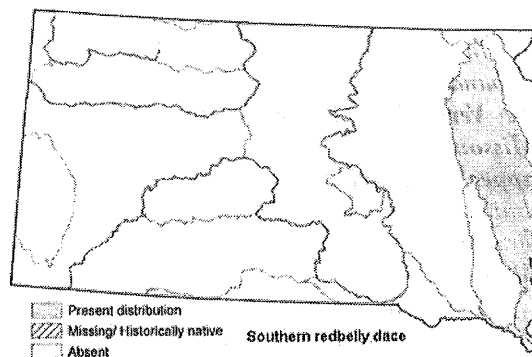 Present distribution
Missing/ Historically native
Southern redbelly dace
Absent